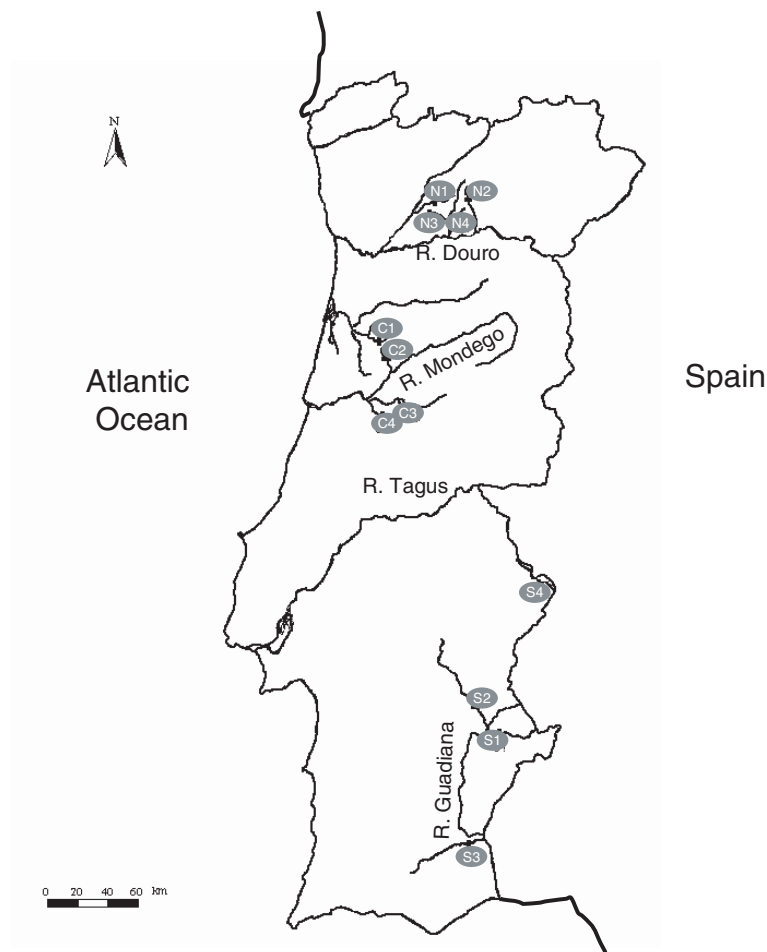 N
N1
N2
N3
N4
R. Douro
C1
C2
R. Mondego
Atlantic
Ocean
Spain
C3
C4
R. Tagus
S4
S2
S1
R. Guadiana
S3
0 20 40 60 km